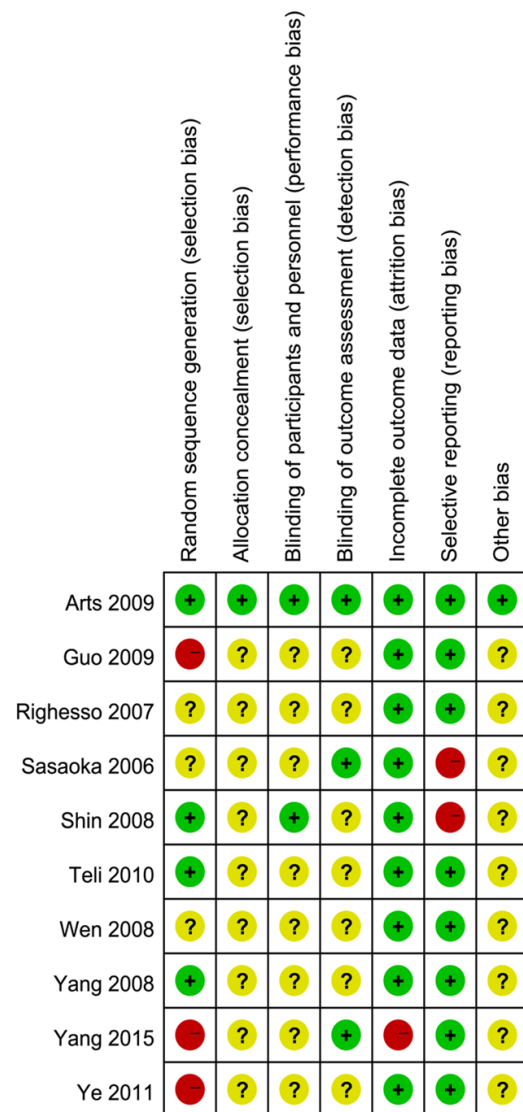 Random sequence generation (selection bias)
Allocation concealment (selection bias)
Blinding of participants and personnel (performance bias)
Blinding of outcome assessment (detection bias)
Incomplete outcome data (attrition bias)
Selective reporting (reporting bias)
Other bias
Arts 2009 + + + + + + +
Guo 2009 – ? ? ? + + ?
Righesso 2007 ? ? ? ? + + ?
Sasaoka 2006 ? ? ? + + – ?
Shin 2008 + ? + ? + – ?
Teli 2010 + ? ? ? + + ?
Wen 2008 ? ? ? ? + + ?
Yang 2008 + ? ? ? + + ?
Yang 2015 – ? ? + – + ?
Ye 2011 – ? ? ? + + ?